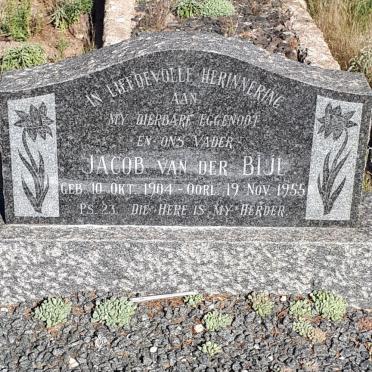 IN LIEFDEVOLLE HERINNERING
AAN
MY DIERBARE EGGENOOT
EN ONS VADER
JACOB VAN DER BIJL
GEB. 10 OKT. 1904 - OORL. 19 NOV. 1955
PS. 23. DIE HERE IS MY HERDER